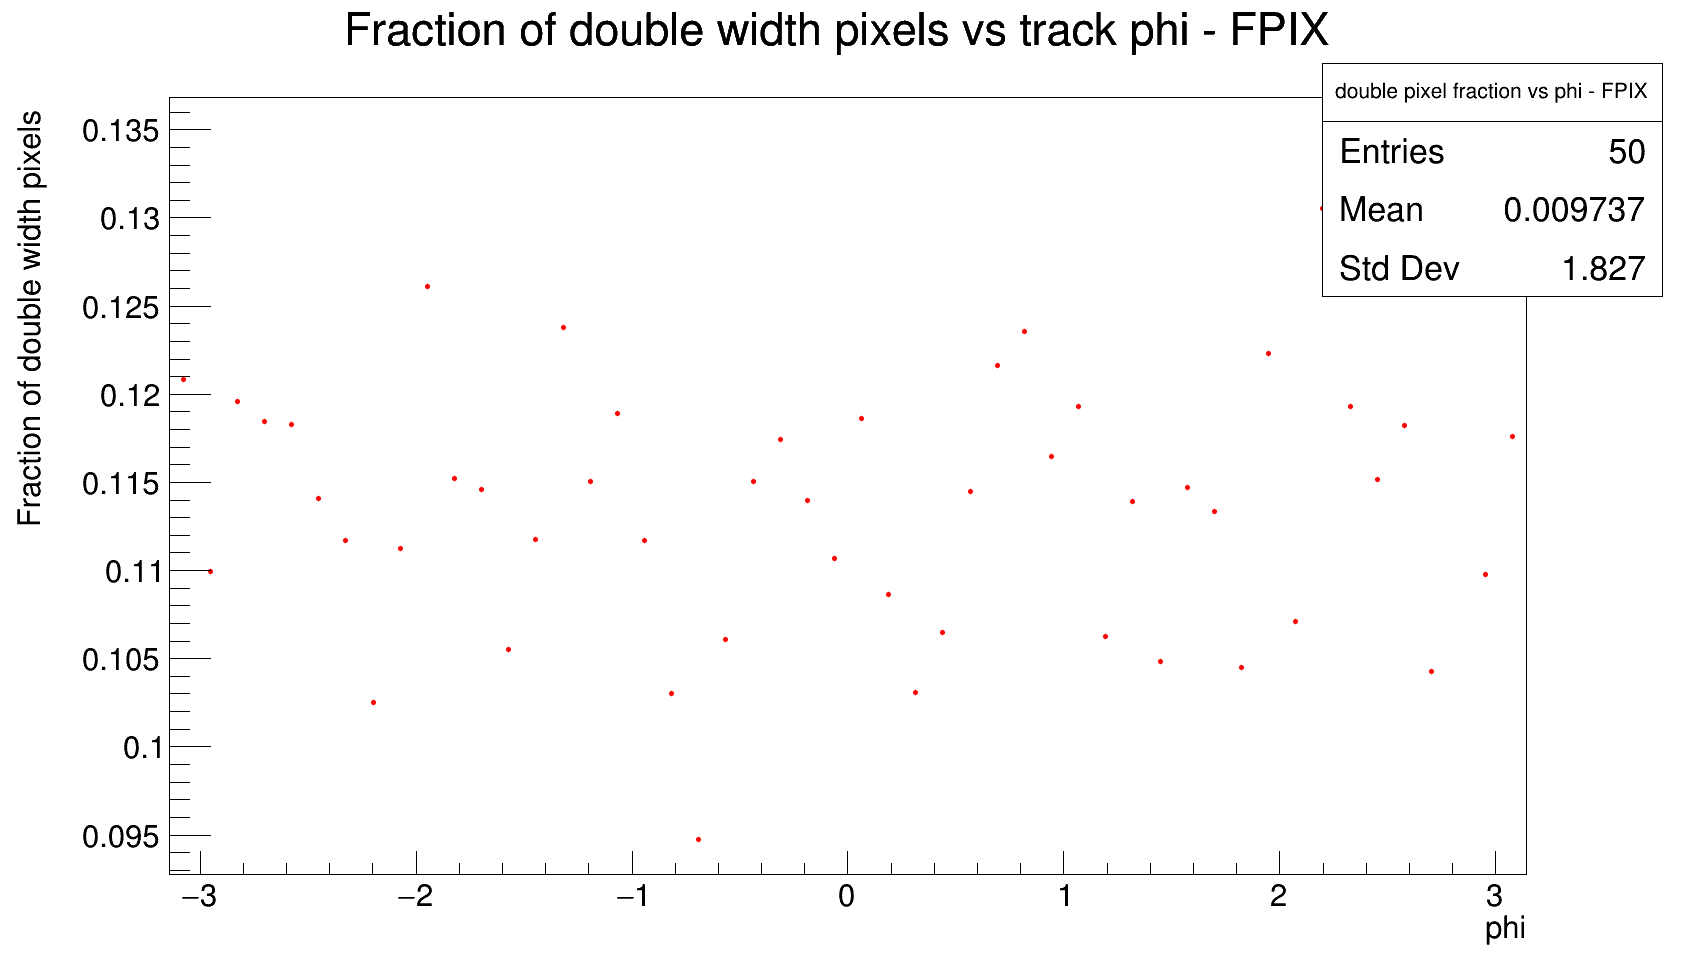 Fraction of double width pixels vs track phi - FPIX
double pixel fraction vs phi - FPIX
Entries 50
Mean 0.009737
Std Dev 1.827
Fraction of double width pixels
0.135
0.13
0.125
0.12
0.115
0.11
0.105
0.1
0.095
−3 −2 −1 0 1 2 3
phi